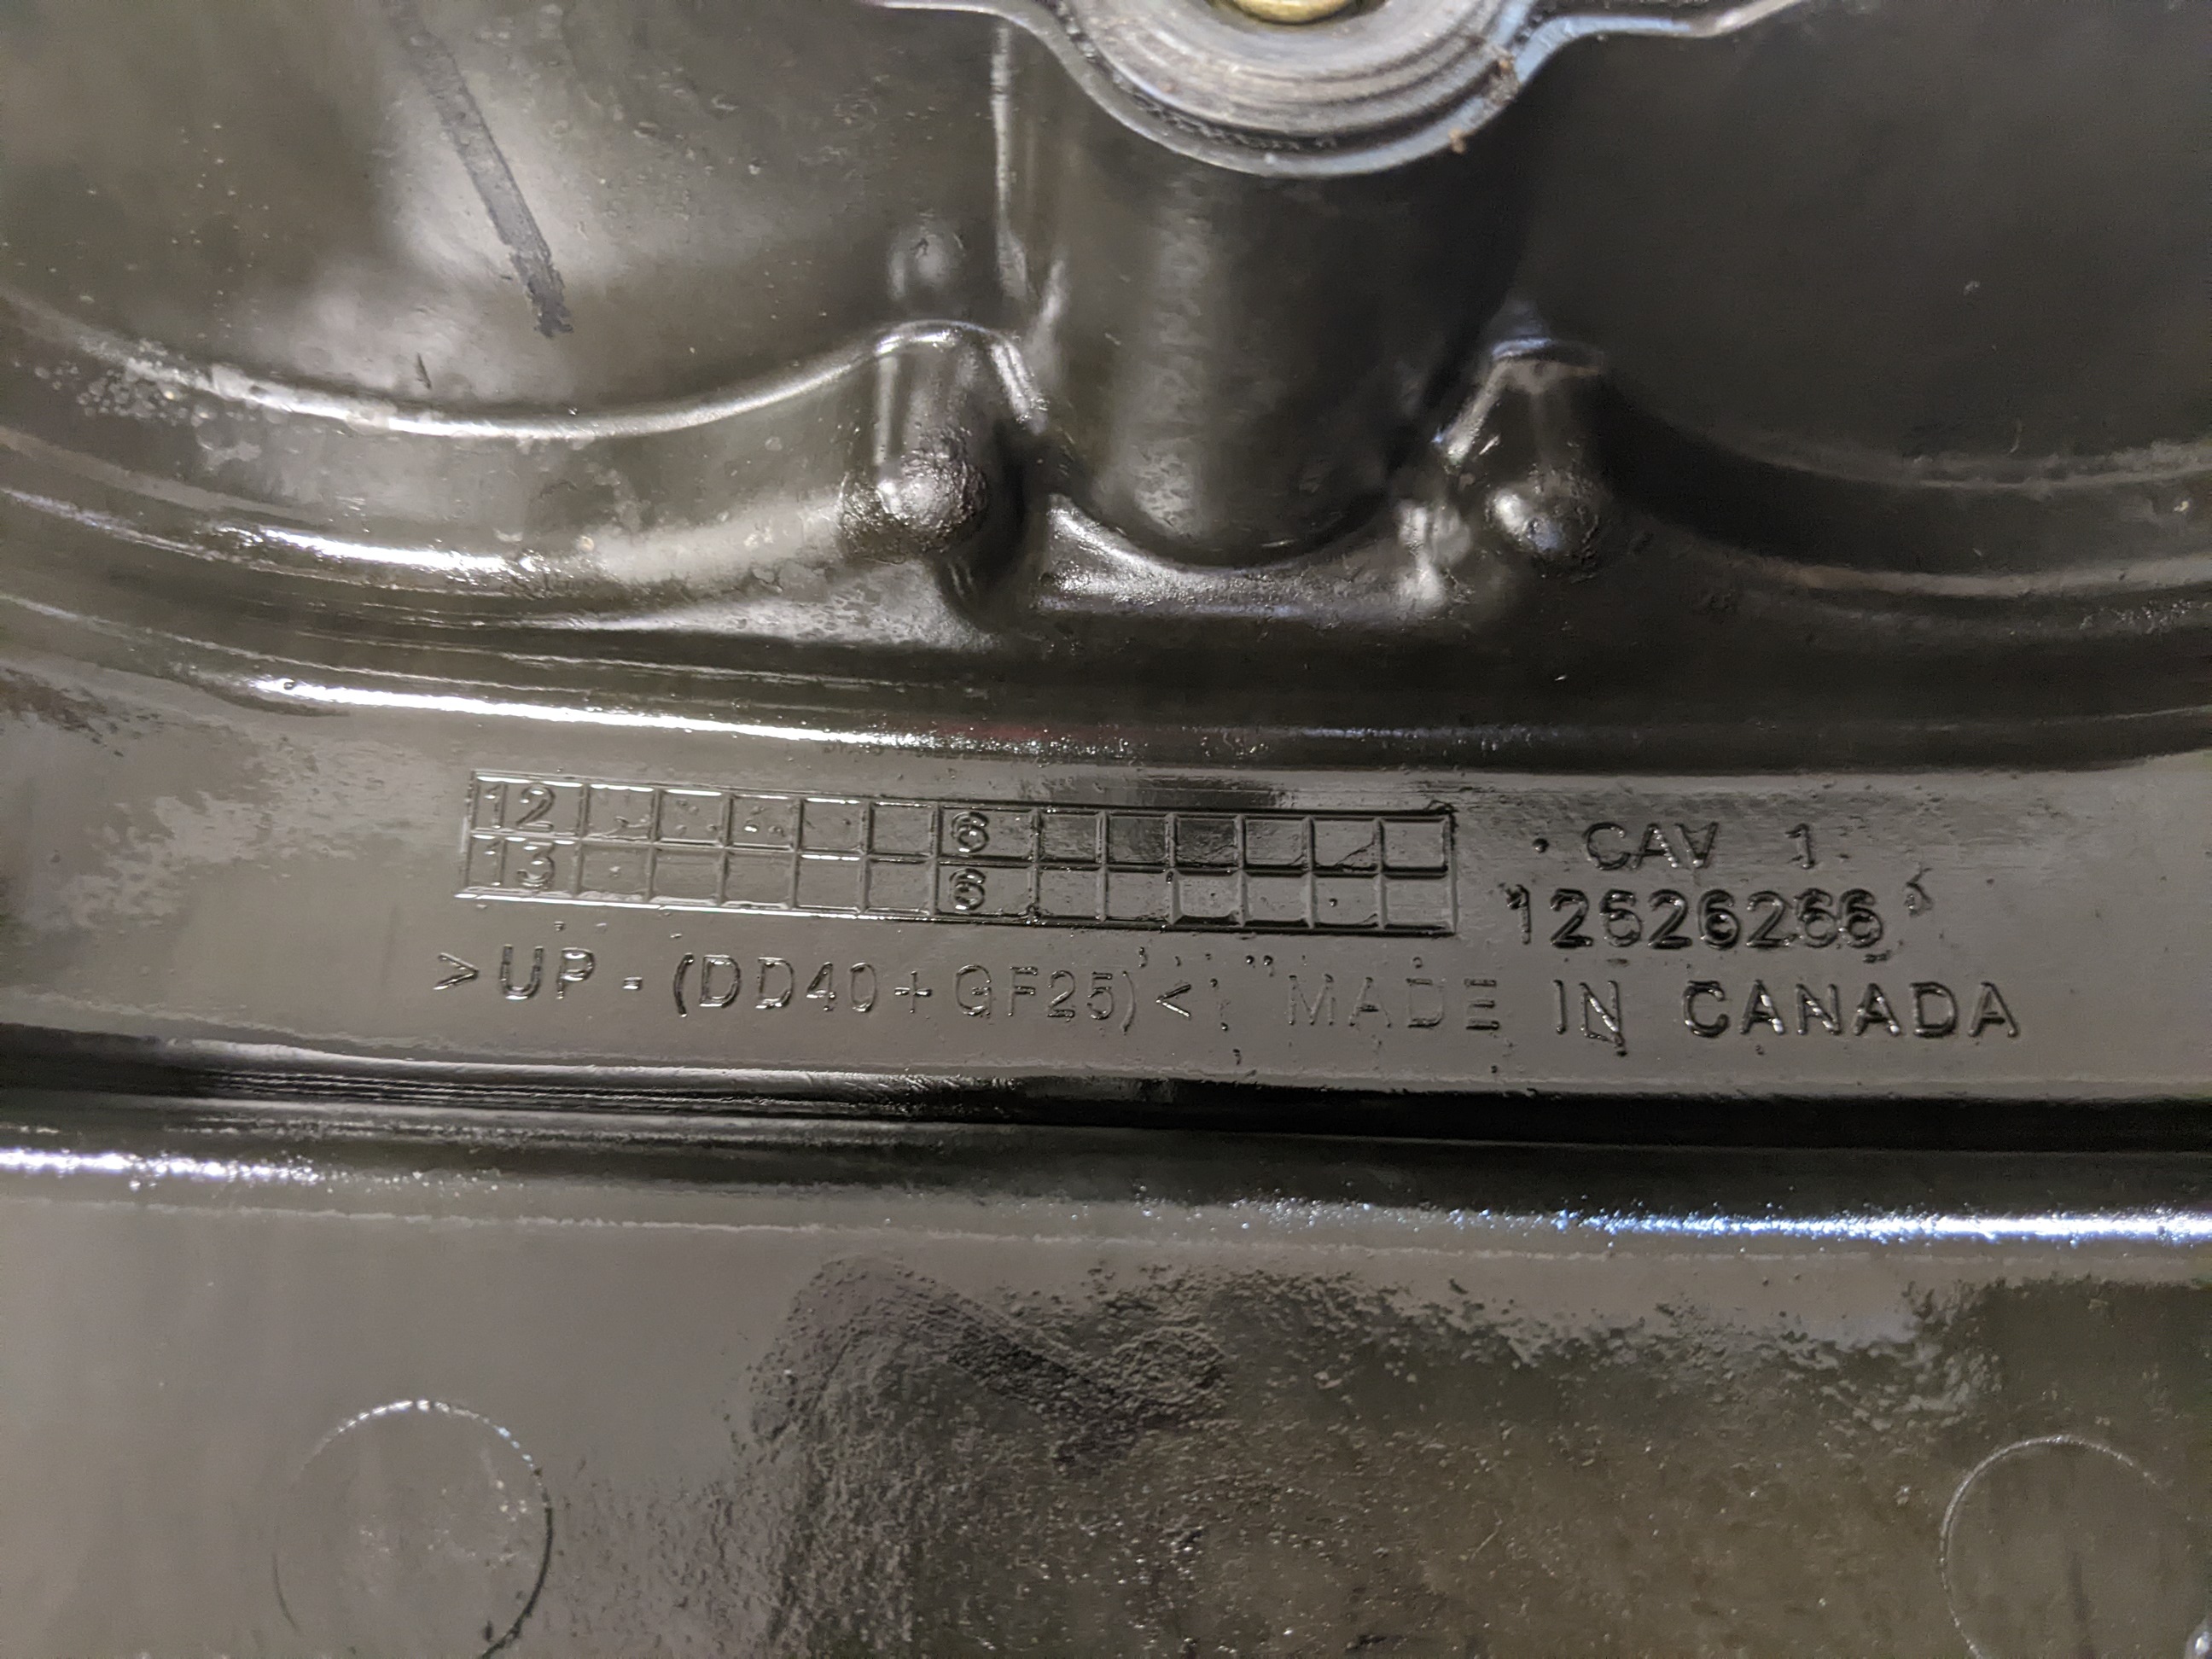 12 6
13 6
CAV 1
12626266
>UP-(DD40+GF25)< MADE IN CANADA